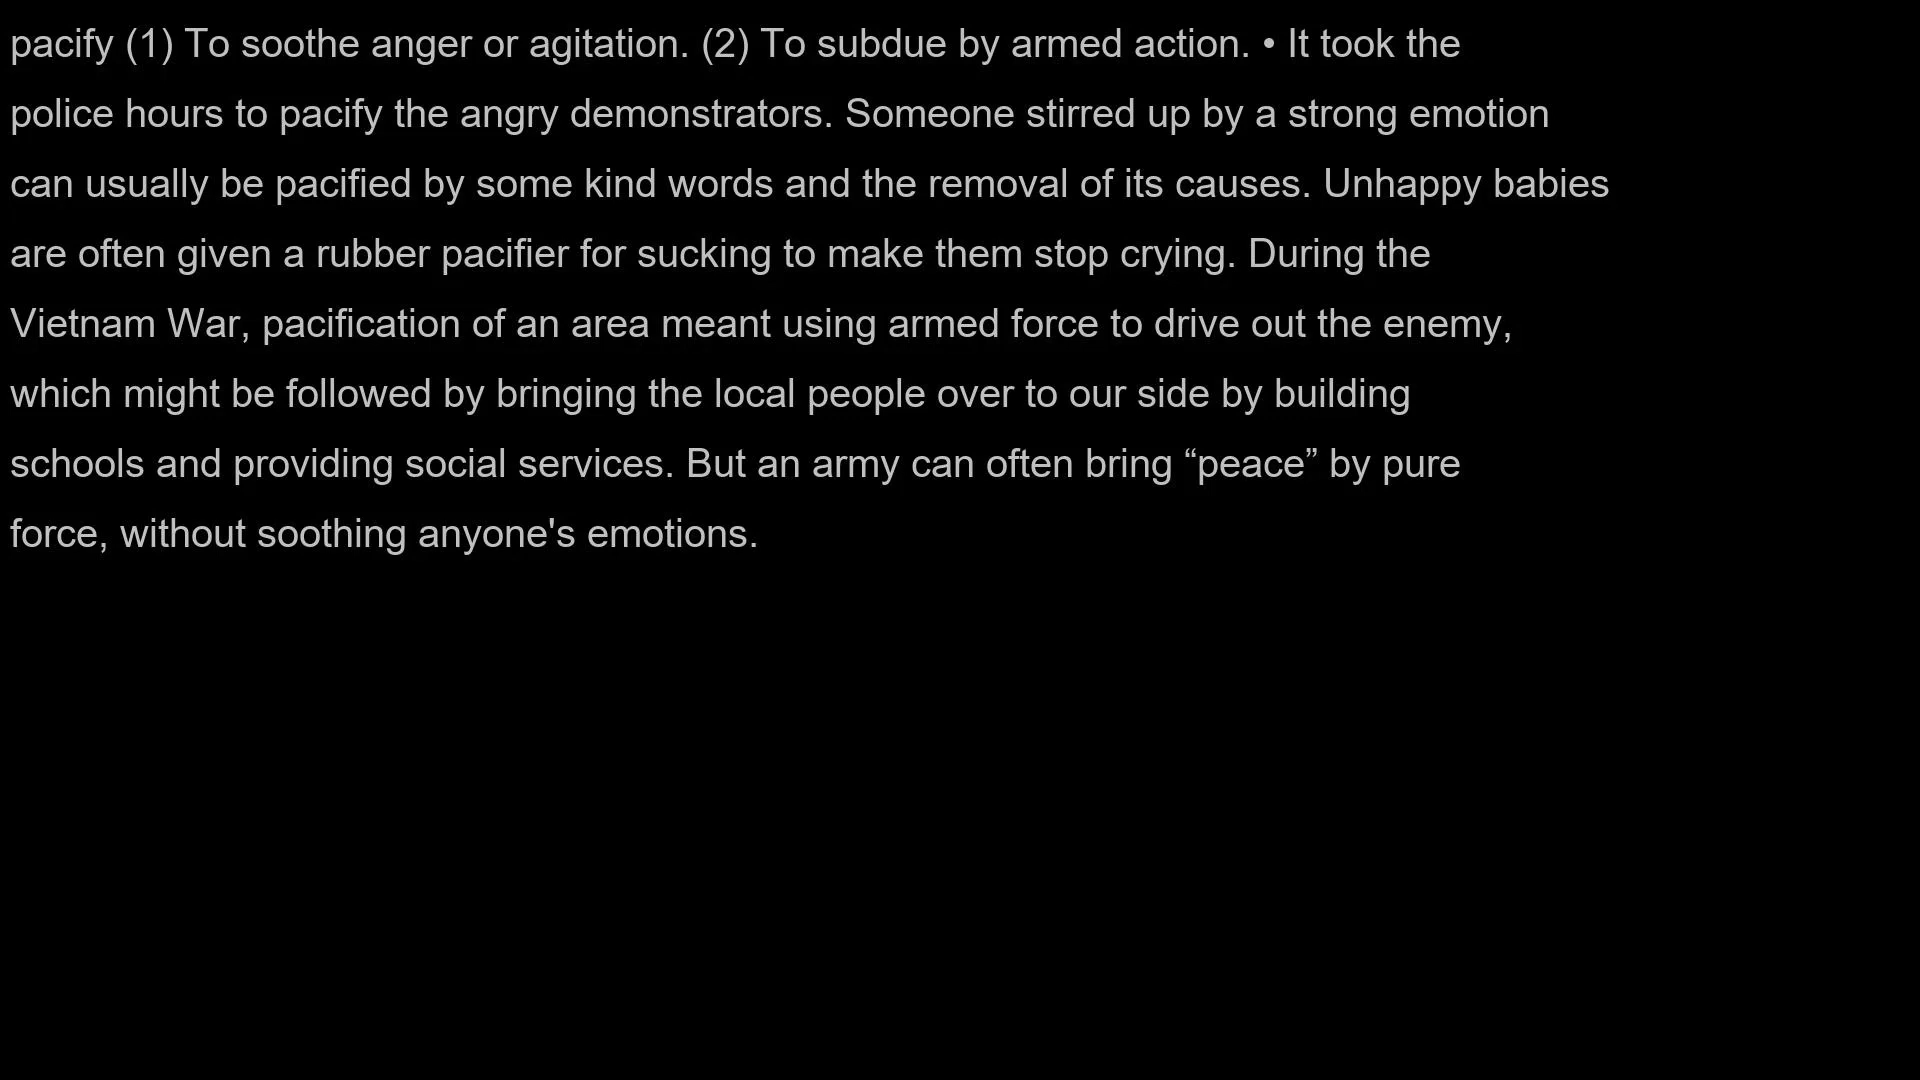 pacify (1) To soothe anger or agitation. (2) To subdue by armed action. • It took the
police hours to pacify the angry demonstrators. Someone stirred up by a strong emotion
can usually be pacified by some kind words and the removal of its causes. Unhappy babies
are often given a rubber pacifier for sucking to make them stop crying. During the
Vietnam War, pacification of an area meant using armed force to drive out the enemy,
which might be followed by bringing the local people over to our side by building
schools and providing social services. But an army can often bring “peace” by pure
force, without soothing anyone's emotions.